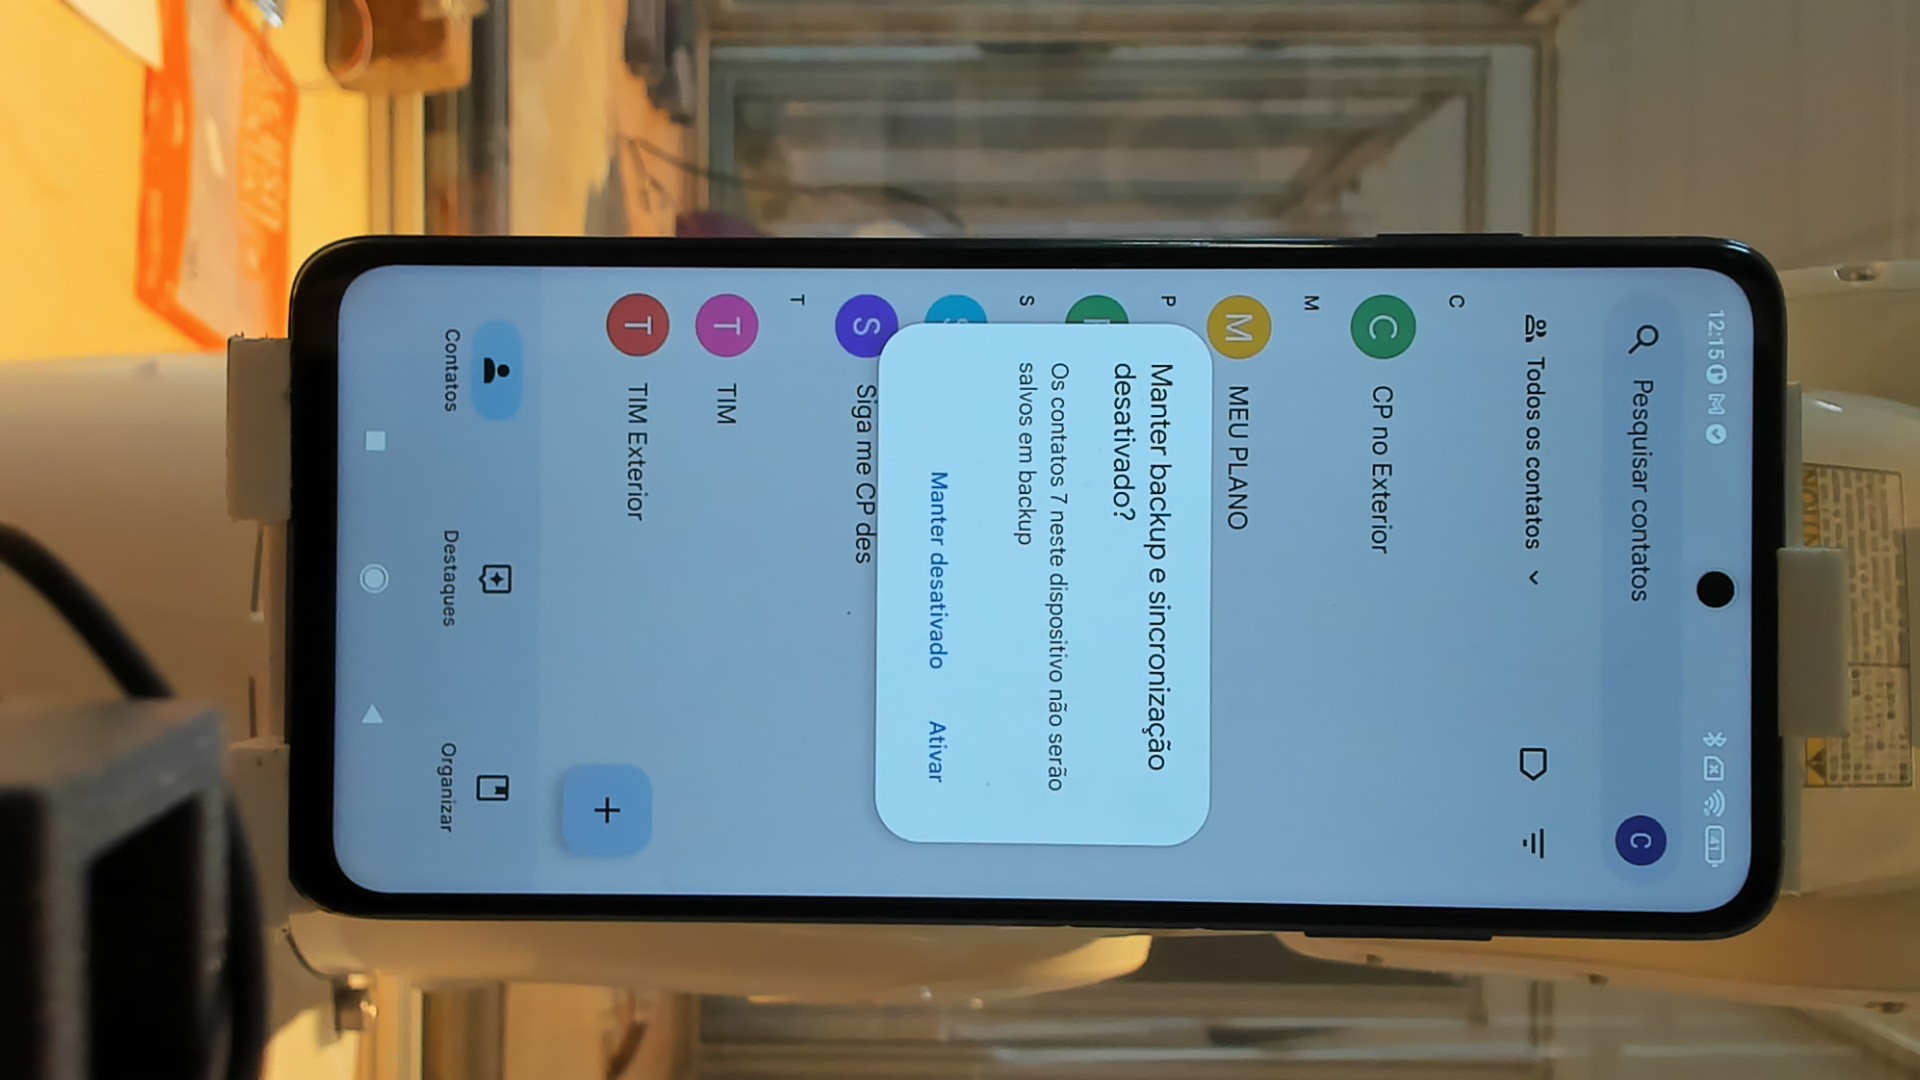 12:15
41
Pesquisar contatos
C
Todos os contatos
C
C
CP no Exterior
M
M
MEU PLANO
P
Manter backup e sincronização
desativado?
Os contatos 7 neste dispositivo não serão
salvos em backup
Manter desativado
Ativar
S
S
Siga me CP des
T
T
TIM
T
TIM Exterior
+
Contatos
Destaques
Organizar